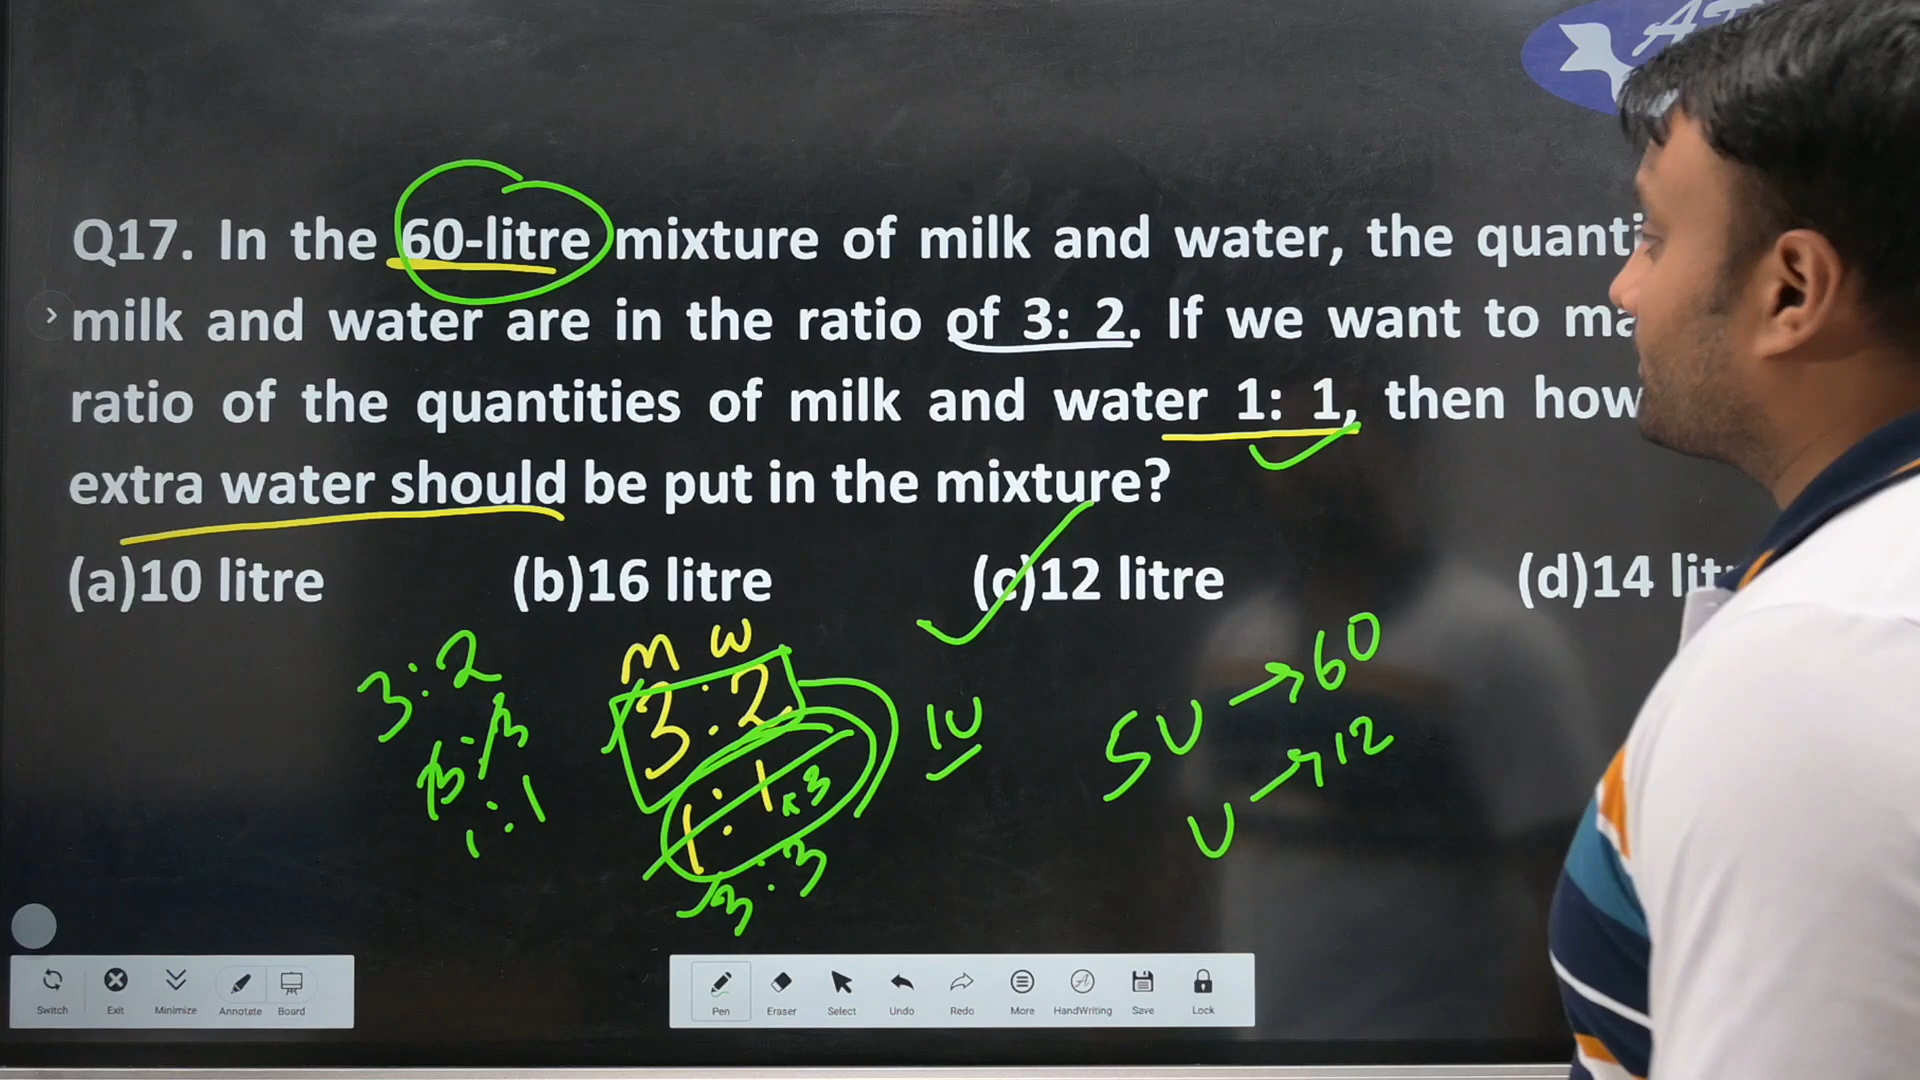 Q17. In the 60-litre mixture of milk and water, the quanti
milk and water are in the ratio of 3: 2. If we want to ma
ratio of the quantities of milk and water 1: 1, then how
extra water should be put in the mixture?
(a)10 litre (b)16 litre (c)12 litre (d)14 lit
M W
3:2 3:2 1U 5U → 60
3:3 1:1 x3 U → 12
1:1 3:3
Switch Exit Minimize Annotate Board Pen Eraser Select Undo Redo More HandWriting Save Lock